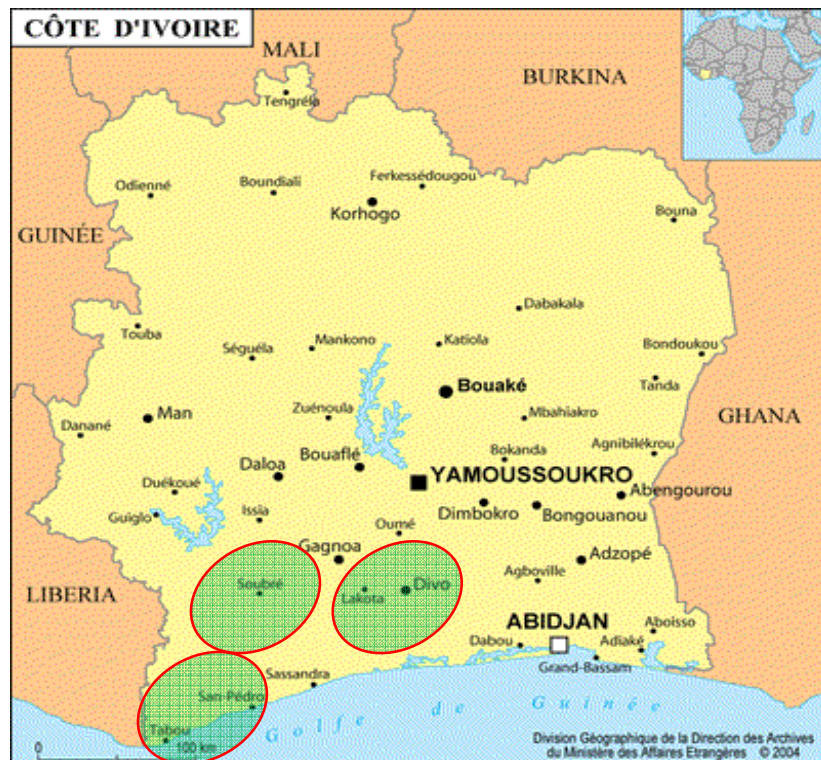 CÔTE D'IVOIRE
MALI
BURKINA
Tengréla
Ferkessédougou
Odienné
Boundiali
Korhogo
Bouna
GUINÉE
Dabakala
Touba
Mankono
Katiola
Bondoukou
Séguéla
Tanda
Bouaké
Man
Zuénoula
Mbahiakro
GHANA
Danané
Bokanda
Agnibilékrou
Bouaflé
Daloa
YAMOUSSOUKRO
Duékoué
Abengourou
Guiglo
Issia
Dimbokro
Bongouanou
Oumé
Gagnoa
Adzopé
Agboville
Soubré
Lakota
Divo
LIBERIA
ABIDJAN
Aboisso
Dabou
Adiaké
Grand-Bassam
Sassandra
San-Pédro
Golfe de Guinée
Tabou
0 100 km
Division Géographique de la Direction des Archives
du Ministère des Affaires Etrangères © 2004